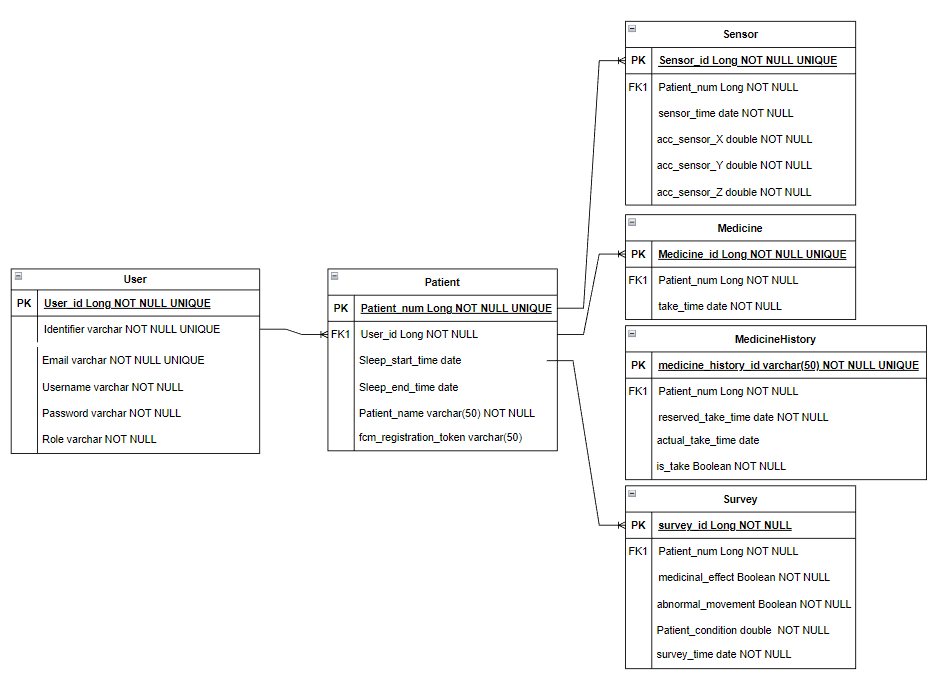 Sensor
PK Sensor_id Long NOT NULL UNIQUE
FK1 Patient_num Long NOT NULL
sensor_time date NOT NULL
acc_sensor_X double NOT NULL
acc_sensor_Y double NOT NULL
acc_sensor_Z double NOT NULL
Medicine
PK Medicine_id Long NOT NULL UNIQUE
FK1 Patient_num Long NOT NULL
take_time date NOT NULL
User
PK User_id Long NOT NULL UNIQUE
Identifier varchar NOT NULL UNIQUE
Email varchar NOT NULL UNIQUE
Username varchar NOT NULL
Password varchar NOT NULL
Role varchar NOT NULL
Patient
PK Patient_num Long NOT NULL UNIQUE
FK1 User_id Long NOT NULL
Sleep_start_time date
Sleep_end_time date
Patient_name varchar(50) NOT NULL
fcm_registration_token varchar(50)
MedicineHistory
PK medicine_history_id varchar(50) NOT NULL UNIQUE
FK1 Patient_num Long NOT NULL
reserved_take_time date NOT NULL
actual_take_time date
is_take Boolean NOT NULL
Survey
PK survey_id Long NOT NULL
FK1 Patient_num Long NOT NULL
medicinal_effect Boolean NOT NULL
abnormal_movement Boolean NOT NULL
Patient_condition double  NOT NULL
survey_time date NOT NULL